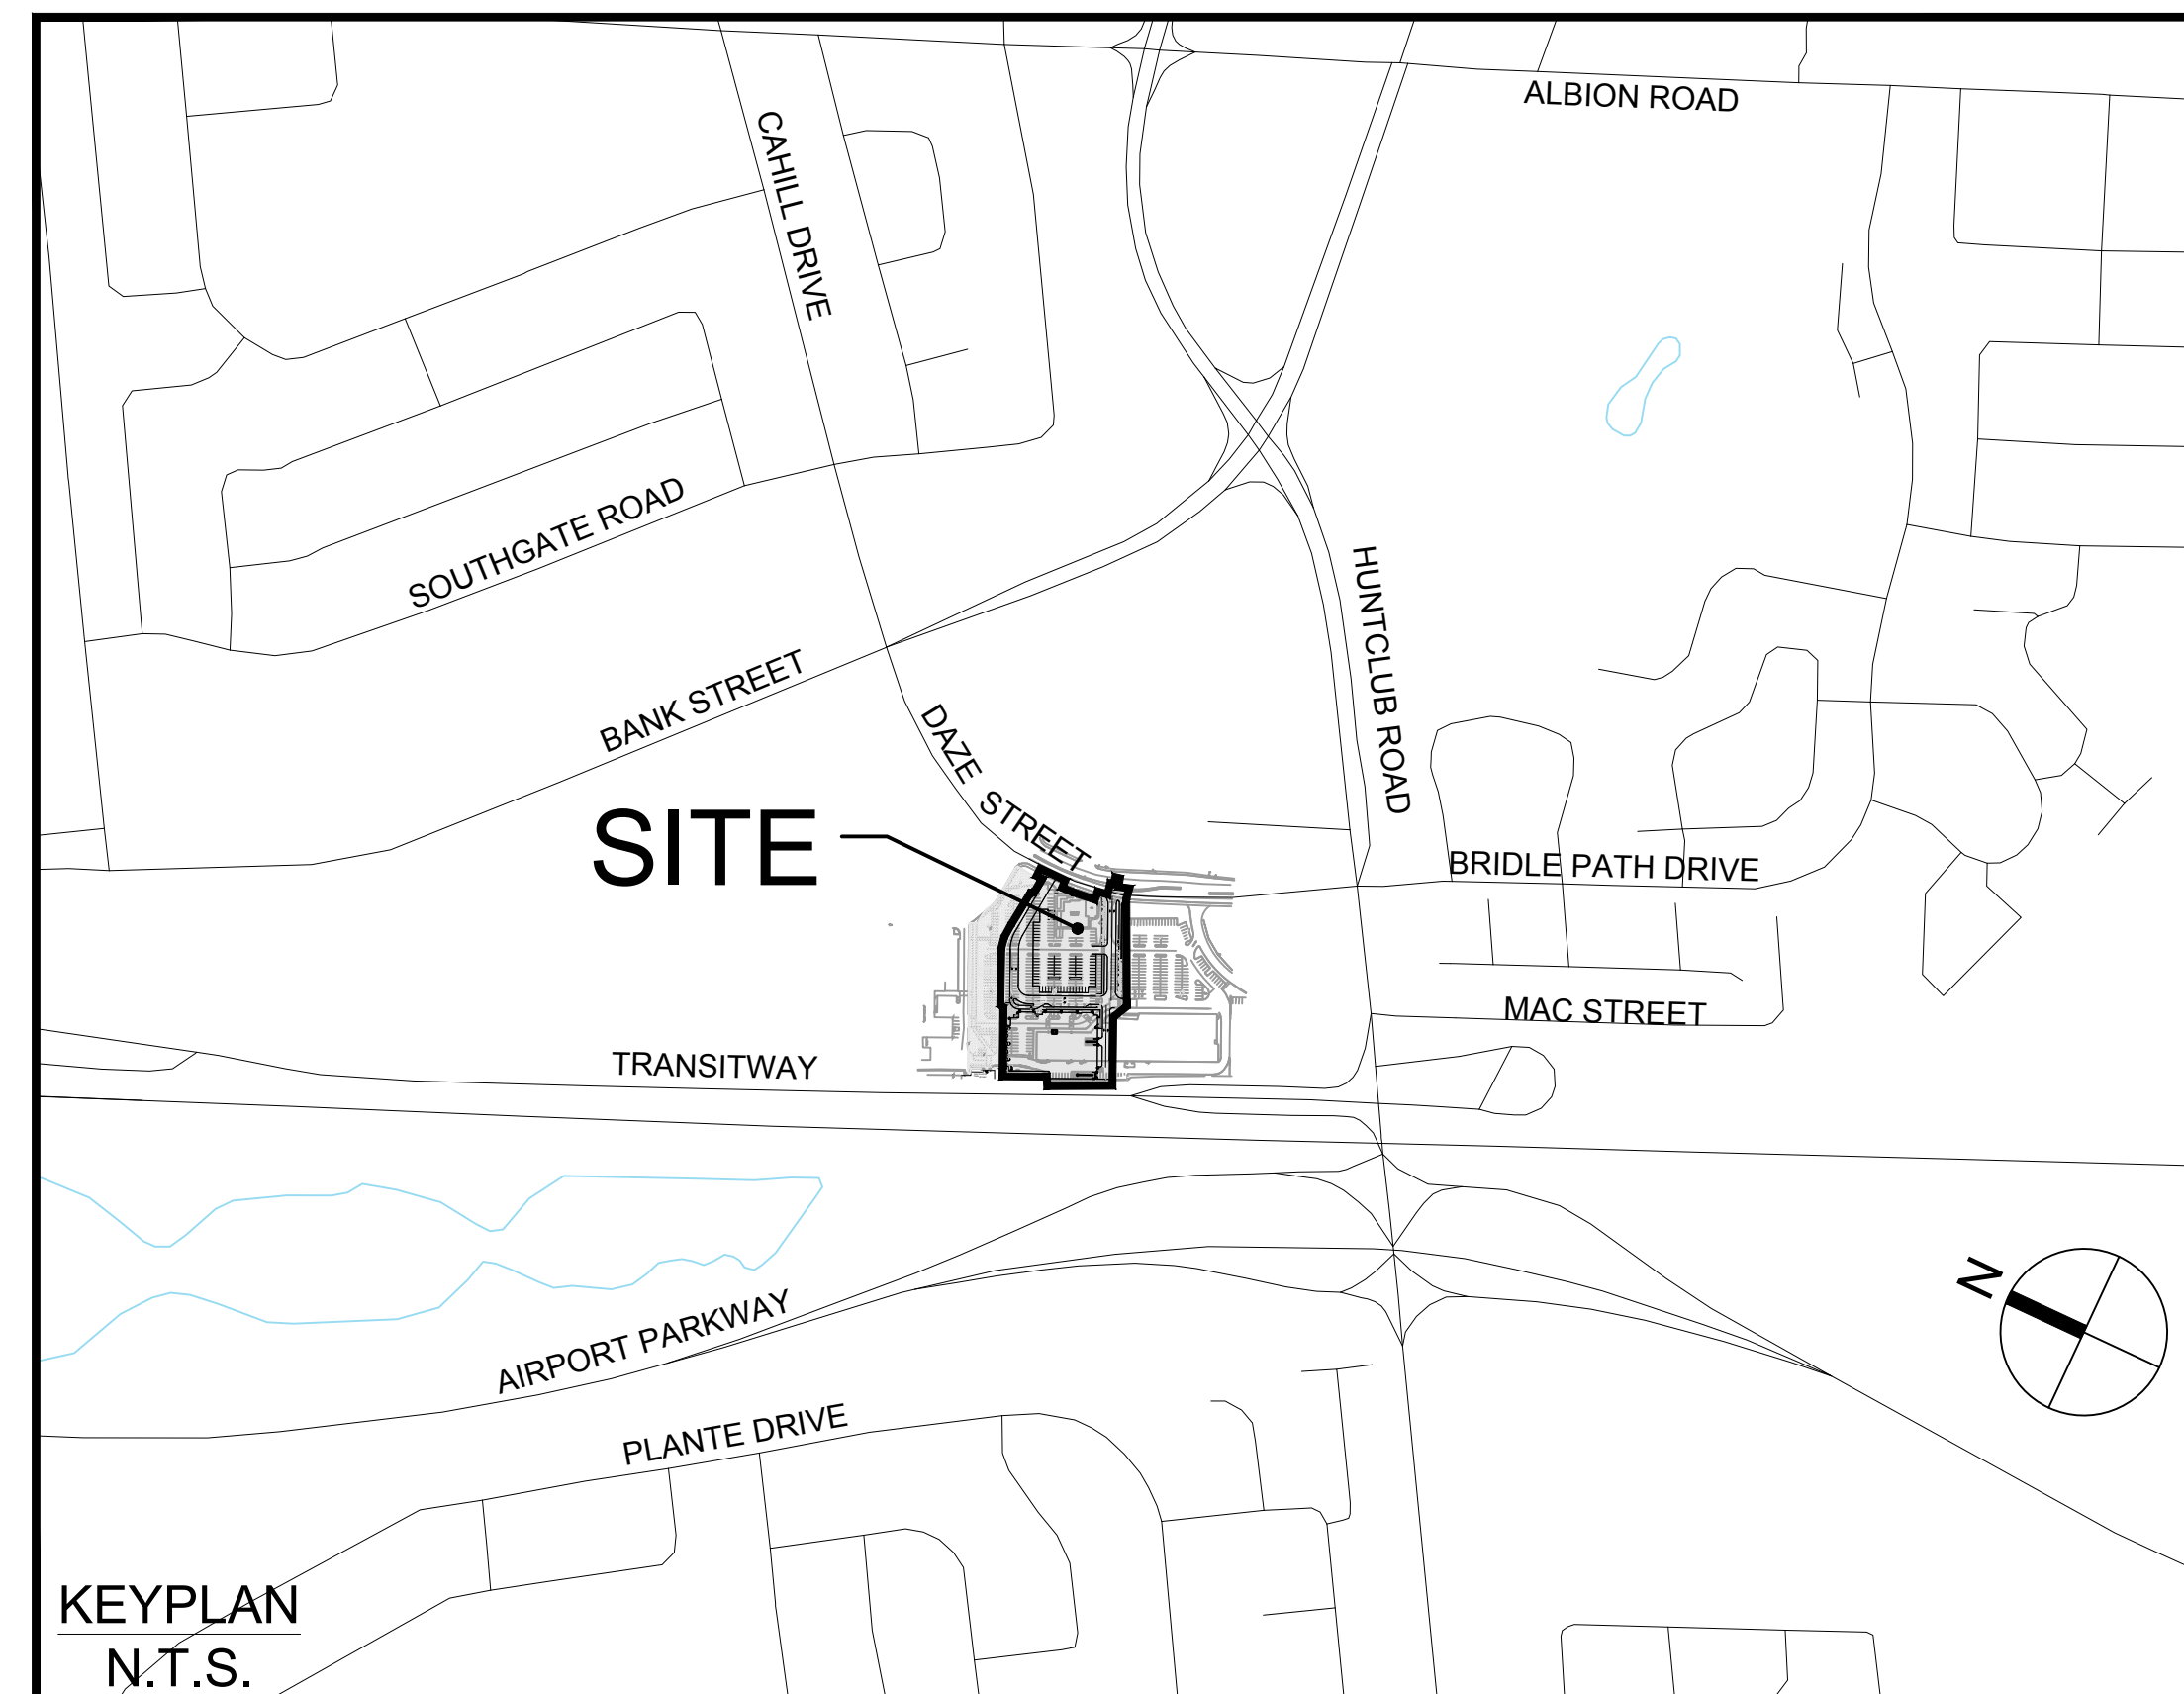 ALBION ROAD
CAHILL DRIVE
SOUTHGATE ROAD
HUNTCLUB ROAD
BANK STREET
DAZE STREET
SITE
BRIDLE PATH DRIVE
MAC STREET
TRANSITWAY
N
AIRPORT PARKWAY
PLANTE DRIVE
KEYPLAN
N.T.S.